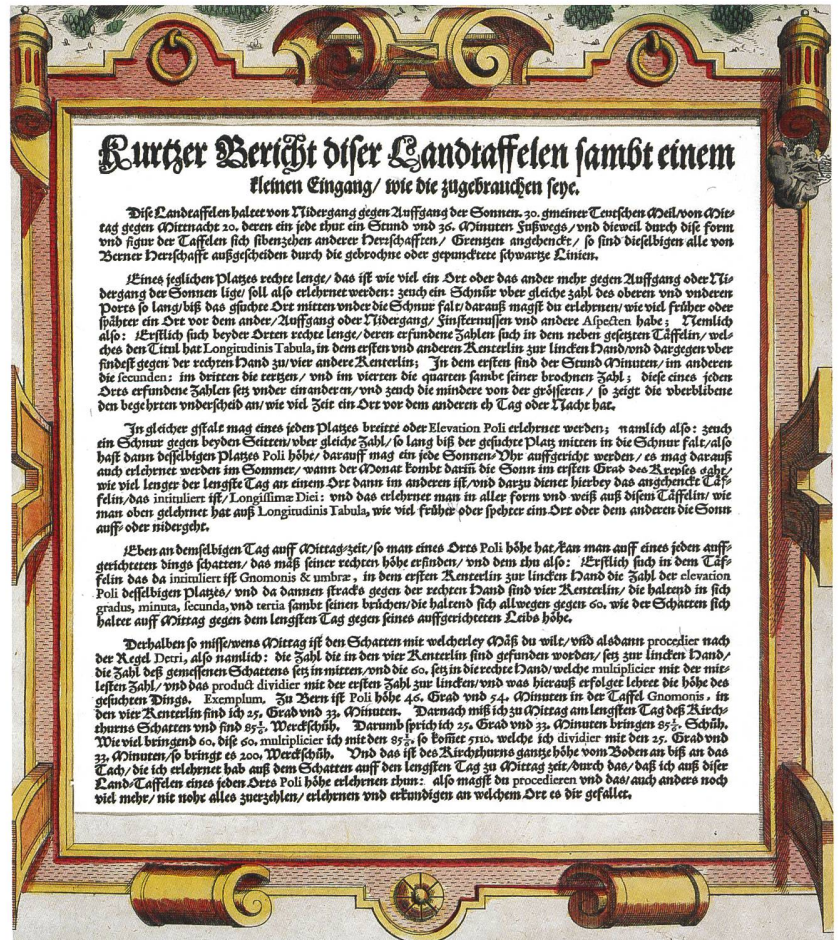 Kurtzer Bericht diser Landtaffelen sambt einem
kleinen Eingang/ wie die zugebrauchen seye.
Dise Landtaffelen haltet von Nidergang gegen Auffgang der Sonnen. 30. gmeiner Teutschen Meil/von Mit-
tag gegen Mittnacht 20. deren ein jede thut ein Stund vnd 36. Minuten Fußwegs/vnd dieweil durch dise form
vnd figur der Taffelen sich sibenzehen anderer Herrschafften/ Grentzen angehenckt/ so sind dieselbigen alle von
Berner Herrschafft außgescheiden durch die gebrochne oder gepunctete schwartze Linien.
Eines jeglichen Platzes rechte lenge/das ist wie viel ein Ort oder das ander mehr gegen Auffgang oder Ni-
dergang der Sonnen lige/ soll also erlehrnet werden: zeuch ein Schnur vber gleiche zahl des oberen vnd vnderen
Ports so lang/biß das gsuchte Ort mitten vnder die Schnur falt/darauß magst du erlehrnen/wie viel früher oder
spähter ein Ort vor dem ander/Auffgang oder Nidergang/ Finsternussen vnd andere Aspecten habe; Nemlich
also: Erstlich such beyder Orten rechte lenge/deren erfundene Zahlen such in dem neben gesetzten Täffelin/wel-
ches den Titul hat Longitudinis Tabula, in dem ersten vnd anderen Kenterlin zur lincken Hand/vnd dargegen vber
findest gegen der rechten Hand zu/vier andere Kenterlin; In dem ersten sind der Stund Minuten/im anderen
die secunden: im dritten die tertzen/ vnd im vierten die quarten sambt seiner brochnen Zahl; diese eines jeden
Orts erfundene Zahlen setz vnder einanderen/vnd zeuch die mindere von der grösseren/ so zeigt die vberblibene
den begehrten vnderscheid an/wie viel Zeit ein Ort vor dem anderen eh Tag oder Nacht hat.
In gleicher gstalt mag eines jeden Platzes breitte oder Elevation Poli erlehrnet werden; namlich also: zeuch
ein Schnur gegen beyden Seitten/vber gleiche Zahl/ so lang biß der gesuchte Platz mitten in die Schnur falt/also
hast dann desselbigen Platzes Poli höhe/darauff mag ein jede Sonnen-Vhr auffgericht werden/es mag darauß
auch erlehrnet werden im Sommer/wann der Monat kombt darin die Sonn im ersten Grad des Krepses gaht/
wie viel lenger der lengste Tag an einem Ort dann im anderen ist/vnd darzu dienet hierbey das angehenckt Täf-
felin/das intituliert ist/Longissimæ Diei: vnd das erlehrnet man in aller form vnd weiß auß disem Täffelin/ wie
man oben gelehrnet hat auß Longitudinis Tabula, wie viel früher oder spehter ein Ort oder dem anderen die Sonn
auff- oder nidergeht.
Eben an demselbigen Tag auff Mittag-zeit/so man eines Orts Poli höhe hat/kan man auff eines jeden auff-
gerichteten dings schatten/das mäß seiner rechten höhe erfinden/vnd dem thu also: Erstlich such in dem Täf-
felin das da intituliert ist Gnomonis & umbræ, in dem ersten Kenterlin zur lincken Hand die Zahl der elevation
Poli desselbigen Platzes/vnd da dannen stracks gegen der rechten Hand sind vier Kenterlin/die haltend in sich
gradus, minuta, secunda, vnd tertia sambt seinen brüchen/die haltend sich allwegen gegen 60. wie der Schatten sich
haltet auff Mittag gegen dem lengsten Tag gegen seines auffgerichteten Leibs höhe.
Derhalben so misse/wens Mittag ist den Schatten mit welcherley Mäß du wilt/vnd alsdann procedier nach
der Regel Detri, also namlich: die Zahl die in den vier Kenterlin sind gefunden worden/ setz zur lincken Hand/
die Zahl deß gemessenen Schattens setz in mitten/vnd die 60. setz in die rechte Hand/welche multiplicier mit der mit-
lesten Zahl/vnd das product dividier mit der ersten Zahl zur lincken/vnd was hierauß erfolget lehret die höhe des
gesuchten Dings. Exemplum. Zu Bern ist Poli höhe 46. Grad vnd 54. Minuten in der Taffel Gnomonis. in
den vier Kenterlin find ich 25. Grad vnd 33. Minuten. Darnach miß ich zu Mittag am lengsten Tag deß Kirch-
thurns Schatten vnd find 85½. Werckschüh. Darumb sprich ich 25. Grad vnd 33. Minuten bringen 85½. Schüh.
Wie viel bringend 60, dise 60. multiplicier ich mit den 85½. so kommet 5110. welche ich dividier mit den 25. Grad vnd
33. Minuten/so bringt es 200. Werckschüh. Vnd das ist des Kirchthurns gantze höhe vom Boden an biß an das
Tach/die ich erlehrnet hab auß dem Schatten auff den lengsten Tag zu Mittag zeit/durch das/daß ich auß diser
Land-Taffelen eines jeden Orts Poli höhe erlehrnen thun: also magst du procedieren vnd das/auch anders noch
viel mehr/ nit nohr alles zuerzehlen/ erlehrnen vnd erkundigen an welchem Ort es dir gefallet.